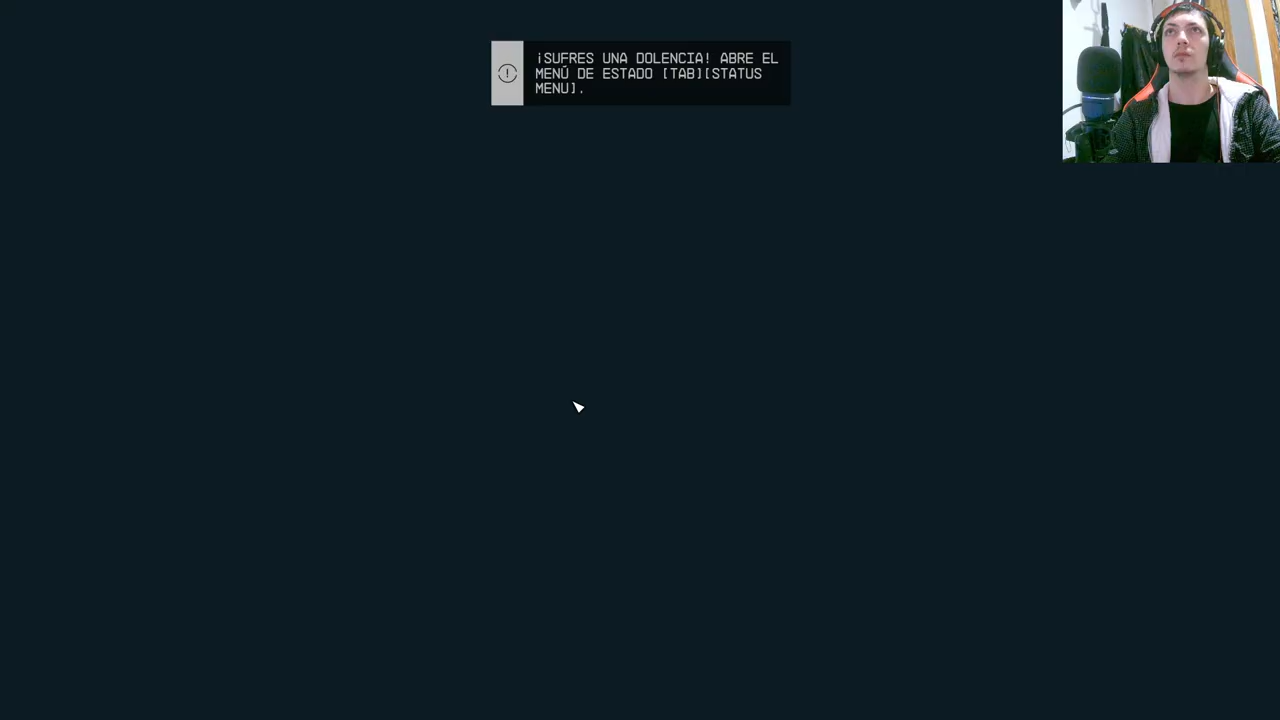 ¡SUFRES UNA DOLENCIA! ABRE EL
MENÚ DE ESTADO [TAB][STATUS
MENU].